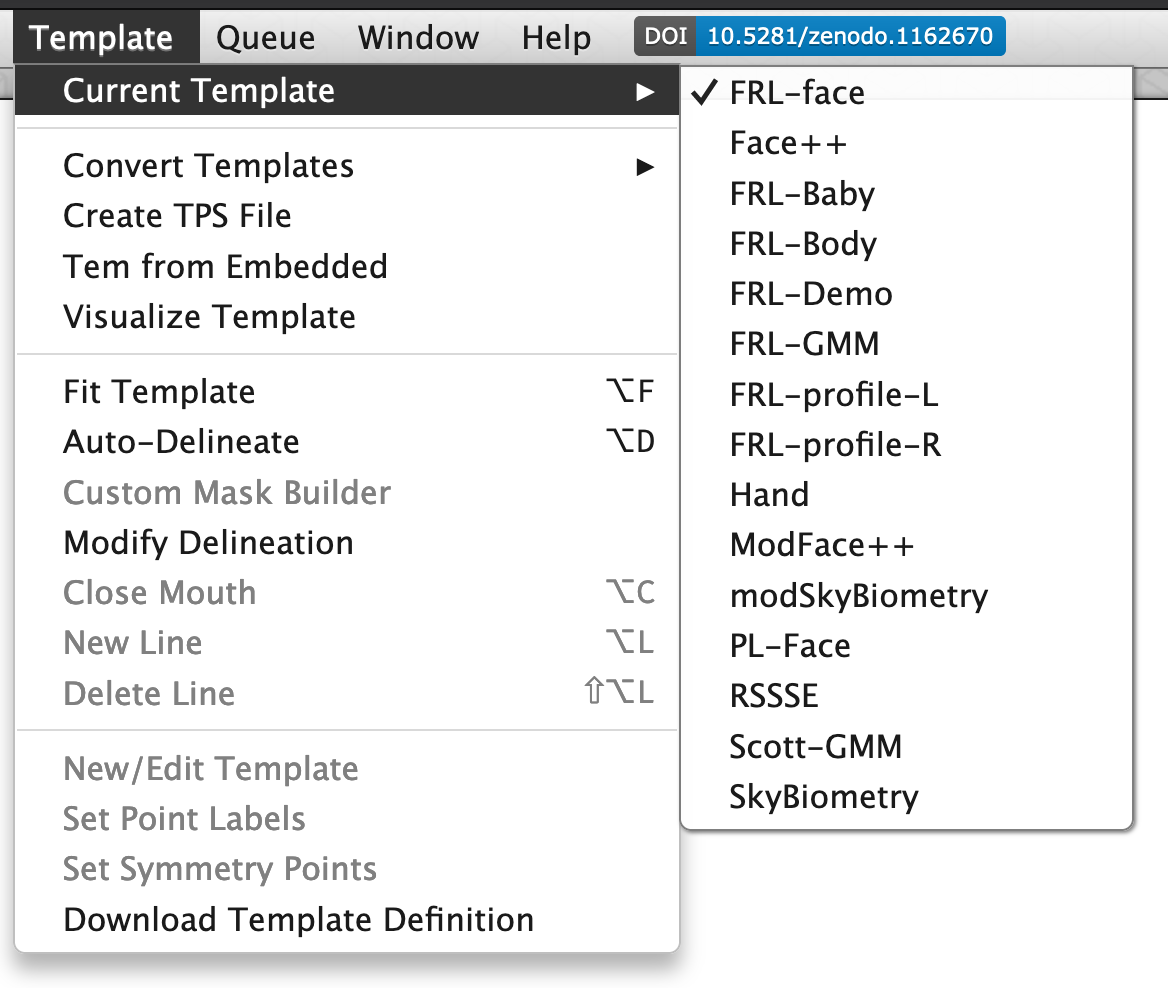 Template Queue Window Help DOI 10.5281/zenodo.1162670
Current Template ▶
Convert Templates ▶
Create TPS File
Tem from Embedded
Visualize Template
Fit Template ⌥F
Auto-Delineate ⌥D
Custom Mask Builder
Modify Delineation
Close Mouth ⌥C
New Line ⌥L
Delete Line ⇧⌥L
New/Edit Template
Set Point Labels
Set Symmetry Points
Download Template Definition
✓ FRL-face
Face++
FRL-Baby
FRL-Body
FRL-Demo
FRL-GMM
FRL-profile-L
FRL-profile-R
Hand
ModFace++
modSkyBiometry
PL-Face
RSSSE
Scott-GMM
SkyBiometry